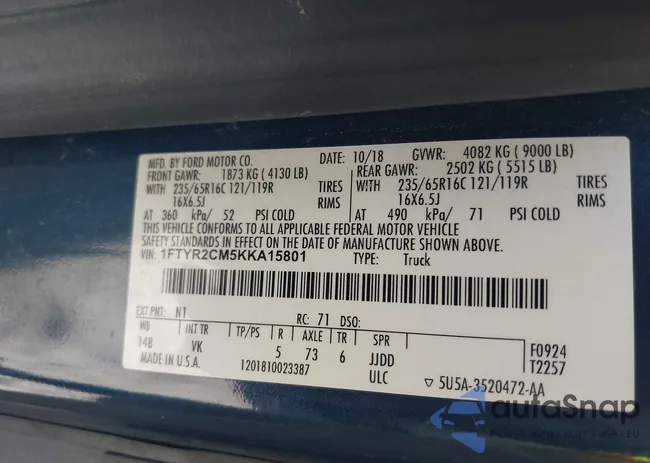 MFD. BY FORD MOTOR CO. DATE: 10/18 GVWR: 4082 KG ( 9000 LB)
FRONT GAWR: 1873 KG ( 4130 LB) REAR GAWR: 2502 KG ( 5515 LB)
WITH 235/65R16C 121/119R TIRES WITH 235/65R16C 121/119R TIRES
16X6.5J RIMS 16X6.5J RIMS
AT 360 kPa/ 52 PSI COLD AT 490 kPa/ 71 PSI COLD
THIS VEHICLE CONFORMS TO ALL APPLICABLE FEDERAL MOTOR VEHICLE
SAFETY STANDARDS IN EFFECT ON THE DATE OF MANUFACTURE SHOWN ABOVE.
VIN: 1FTYR2CM5KKA15801 TYPE: Truck
EXT PNT: N1 RC: 71 DSO:
WB INT TR TP/PS R AXLE TR SPR F0924
148 VK 5 73 6 JJDD T2257
MADE IN U.S.A. 1201810023387 ULC ▽ 5U5A-3520472-AA
autoSnap